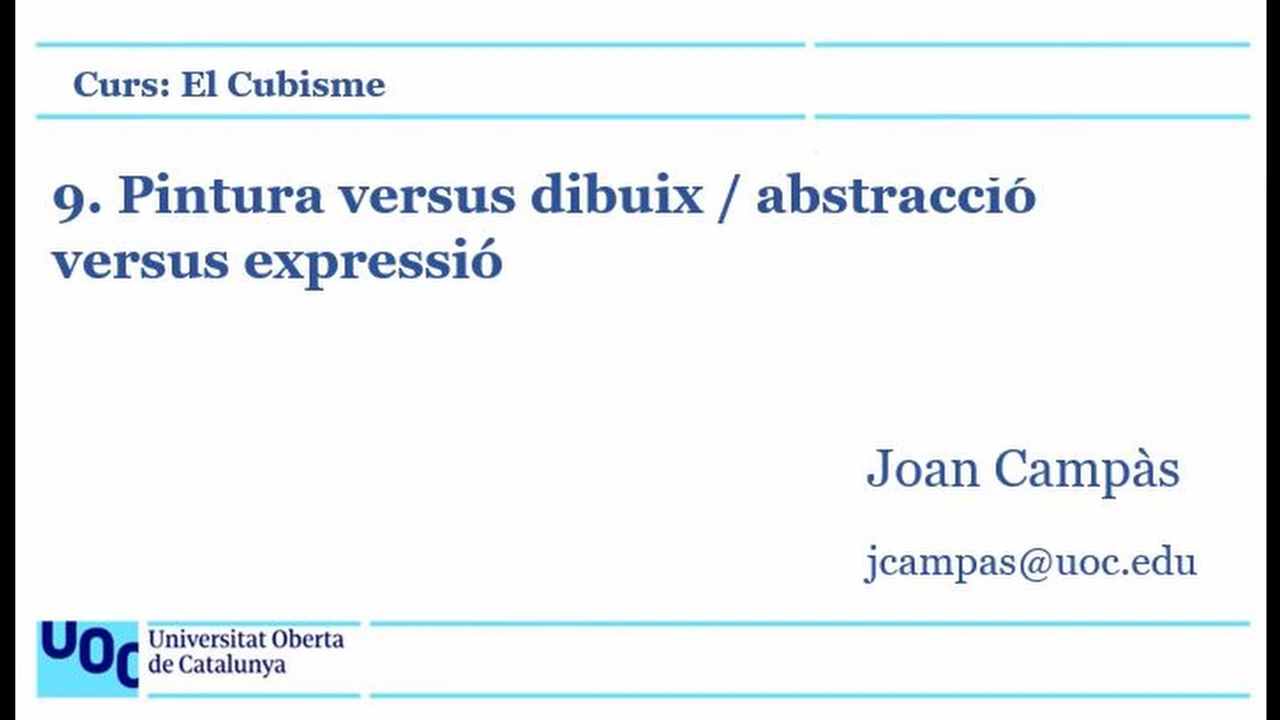 Curs: El Cubisme
9. Pintura versus dibuix / abstracció
versus expressió
Joan Campàs
jcampas@uoc.edu
UOC
Universitat Oberta
de Catalunya